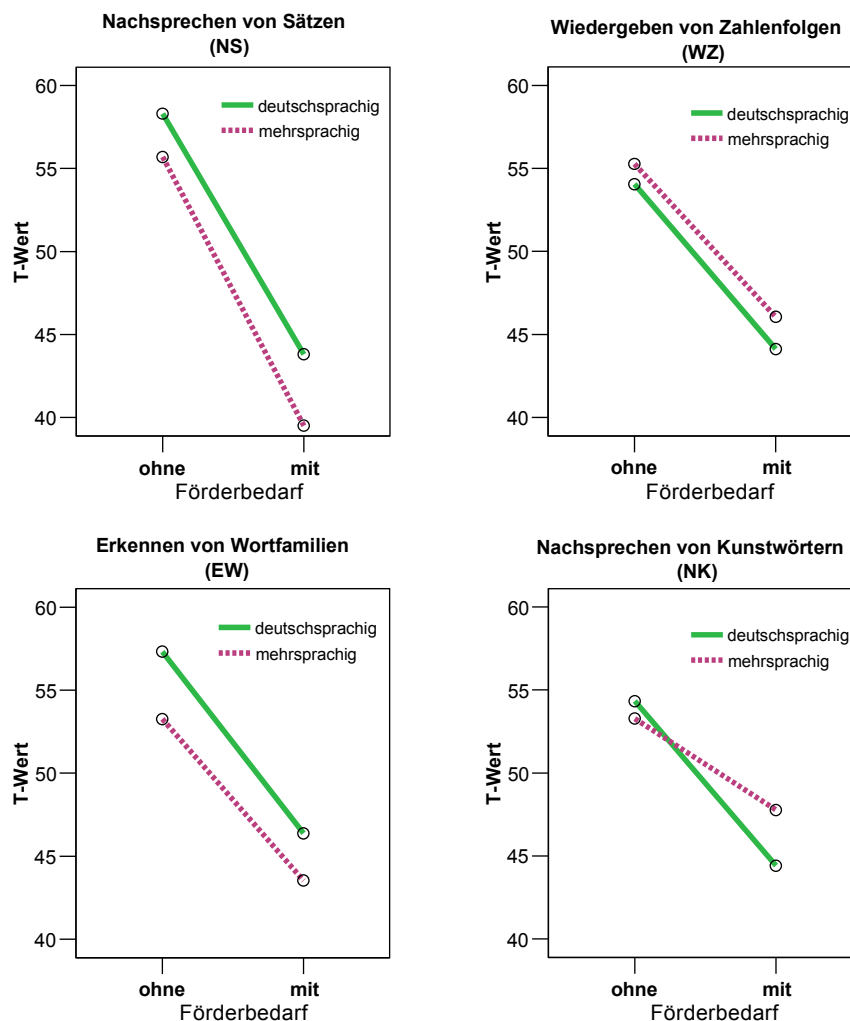 Nachsprechen von Sätzen
(NS)
60
55
50
45
40
T-Wert
deutschsprachig
mehrsprachig
ohne
mit
Förderbedarf
Wiedergeben von Zahlenfolgen
(WZ)
60
55
50
45
40
T-Wert
deutschsprachig
mehrsprachig
ohne
mit
Förderbedarf
Erkennen von Wortfamilien
(EW)
60
55
50
45
40
T-Wert
deutschsprachig
mehrsprachig
ohne
mit
Förderbedarf
Nachsprechen von Kunstwörtern
(NK)
60
55
50
45
40
T-Wert
deutschsprachig
mehrsprachig
ohne
mit
Förderbedarf